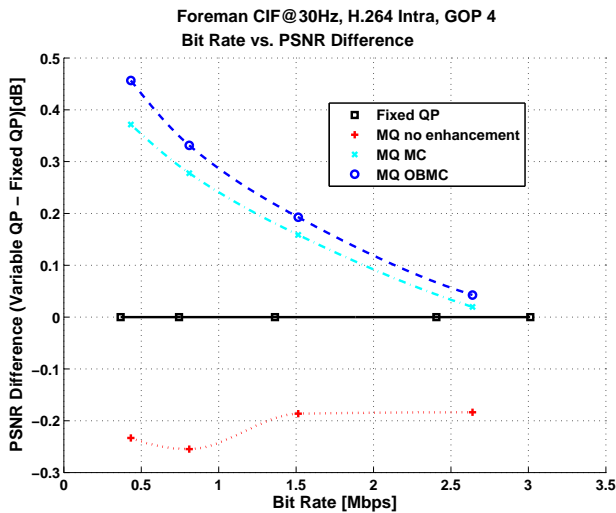 Foreman CIF@30Hz, H.264 Intra, GOP 4
Bit Rate vs. PSNR Difference
PSNR Difference (Variable QP − Fixed QP)[dB]
0.5
0.4
0.3
0.2
0.1
0
−0.1
−0.2
−0.3
Fixed QP
MQ no enhancement
MQ MC
MQ OBMC
0
0.5
1
1.5
2
2.5
3
3.5
Bit Rate [Mbps]